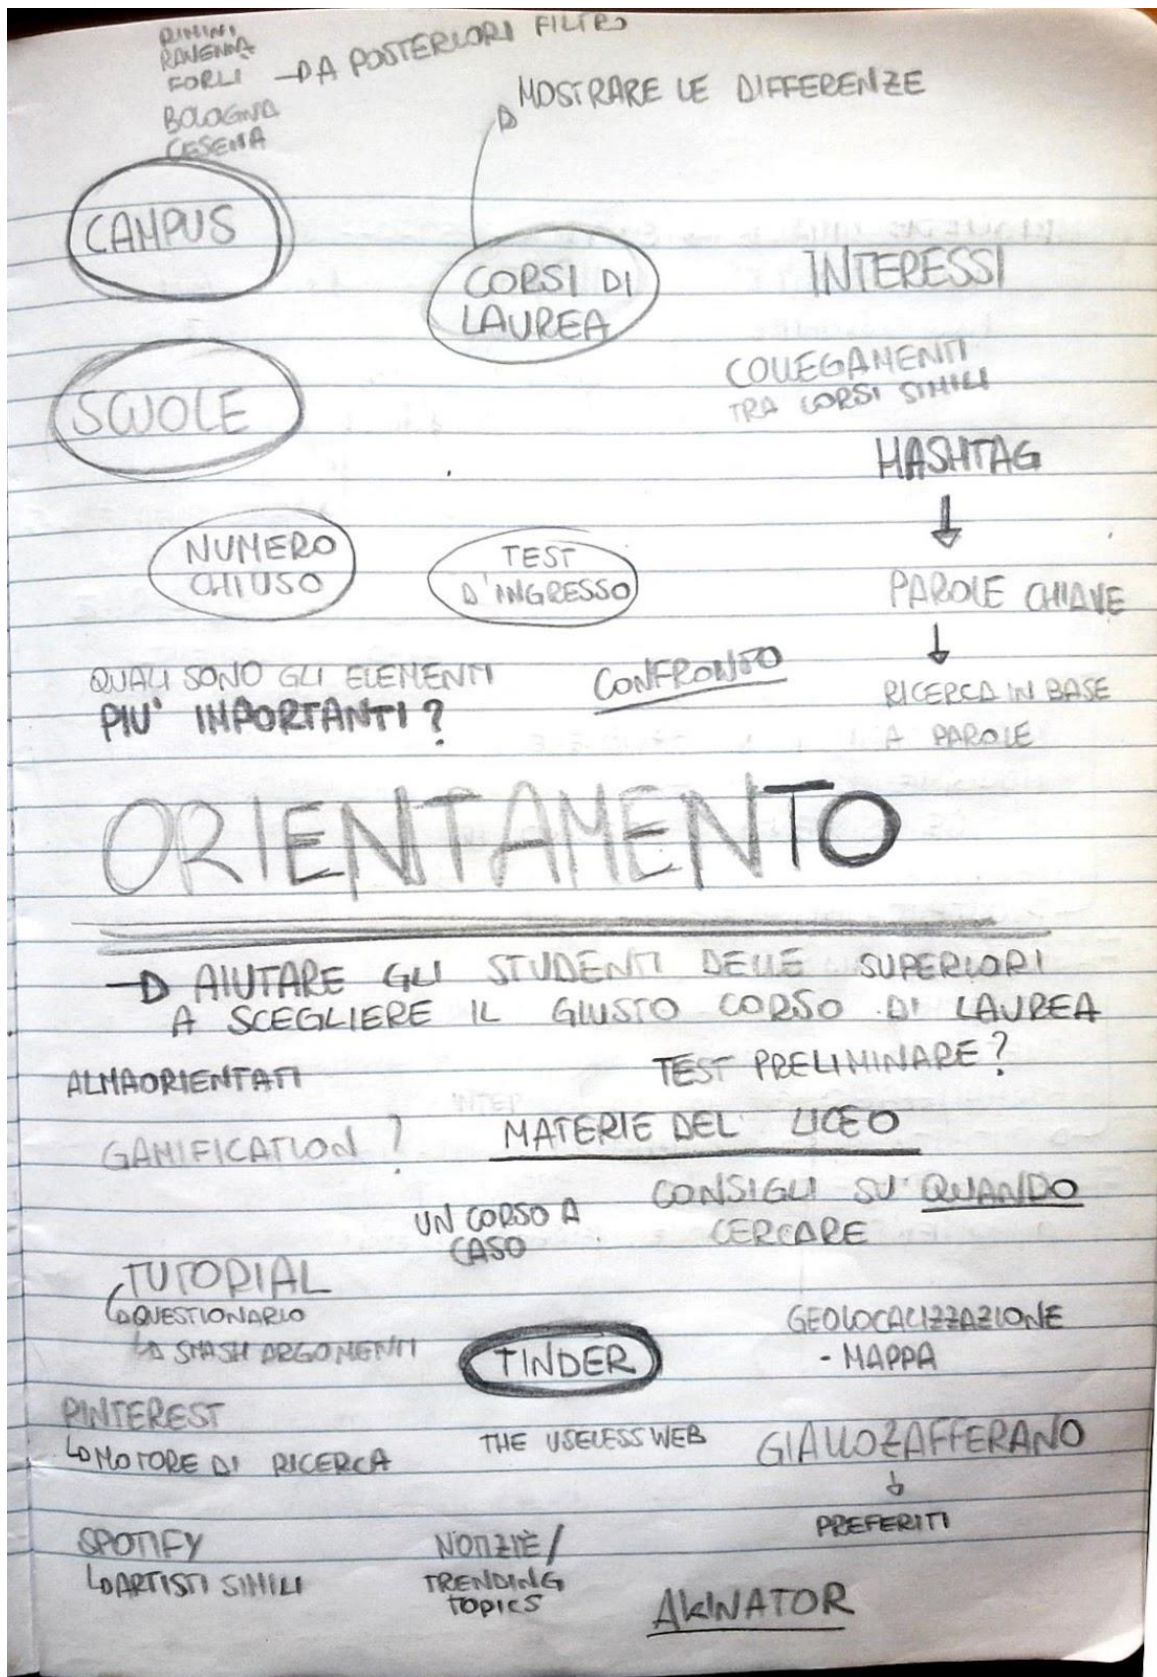 RIMINI
RAVENNA
FORLÌ → DA POSTERIORI FILTRO
BOLOGNA
CESENA
MOSTRARE LE DIFFERENZE
CAMPUS
CORSI DI
LAUREA
INTERESSI
SCUOLE
COLLEGAMENTI
TRA CORSI SIMILI
HASHTAG
NUMERO
CHIUSO
TEST
D'INGRESSO
PAROLE CHIAVE
QUALI SONO GLI ELEMENTI
PIU' IMPORTANTI?
CONFRONTO
RICERCA IN BASE
A PAROLE
ORIENTAMENTO
→ AIUTARE GLI STUDENTI DELLE SUPERIORI
A SCEGLIERE IL GIUSTO CORSO DI LAUREA
ALMAORIENTATI
TEST PRELIMINARE?
GAMIFICATION?
MATERIE DEL LICEO
UN CORSO A
CASO
CONSIGLI SU QUANDO
CERCARE
TUTORIAL
QUESTIONARIO
SMASH ARGOMENTI
TINDER
GEOLOCALIZZAZIONE
- MAPPA
PINTEREST
MOTORE DI RICERCA
THE USELESS WEB
GIALLOZAFFERANO
PREFERITI
SPOTIFY
ARTISTI SIMILI
NOTIZIE/
TRENDING
TOPICS
AKINATOR